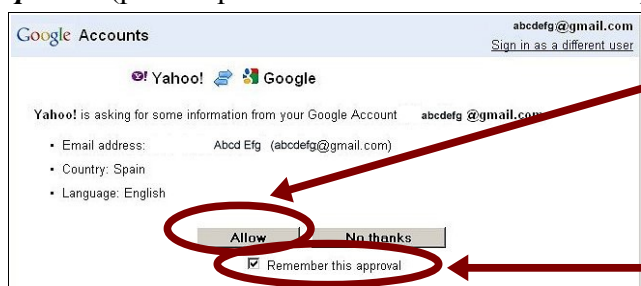 abcdefg@gmail.com
Google Accounts
Sign in as a different user
Yahoo! Google
Yahoo! is asking for some information from your Google Account abcdefg @gmail.com
Email address: Abcd Efg (abcdefg@gmail.com)
Country: Spain
Language: English
Allow No thanks
Remember this approval